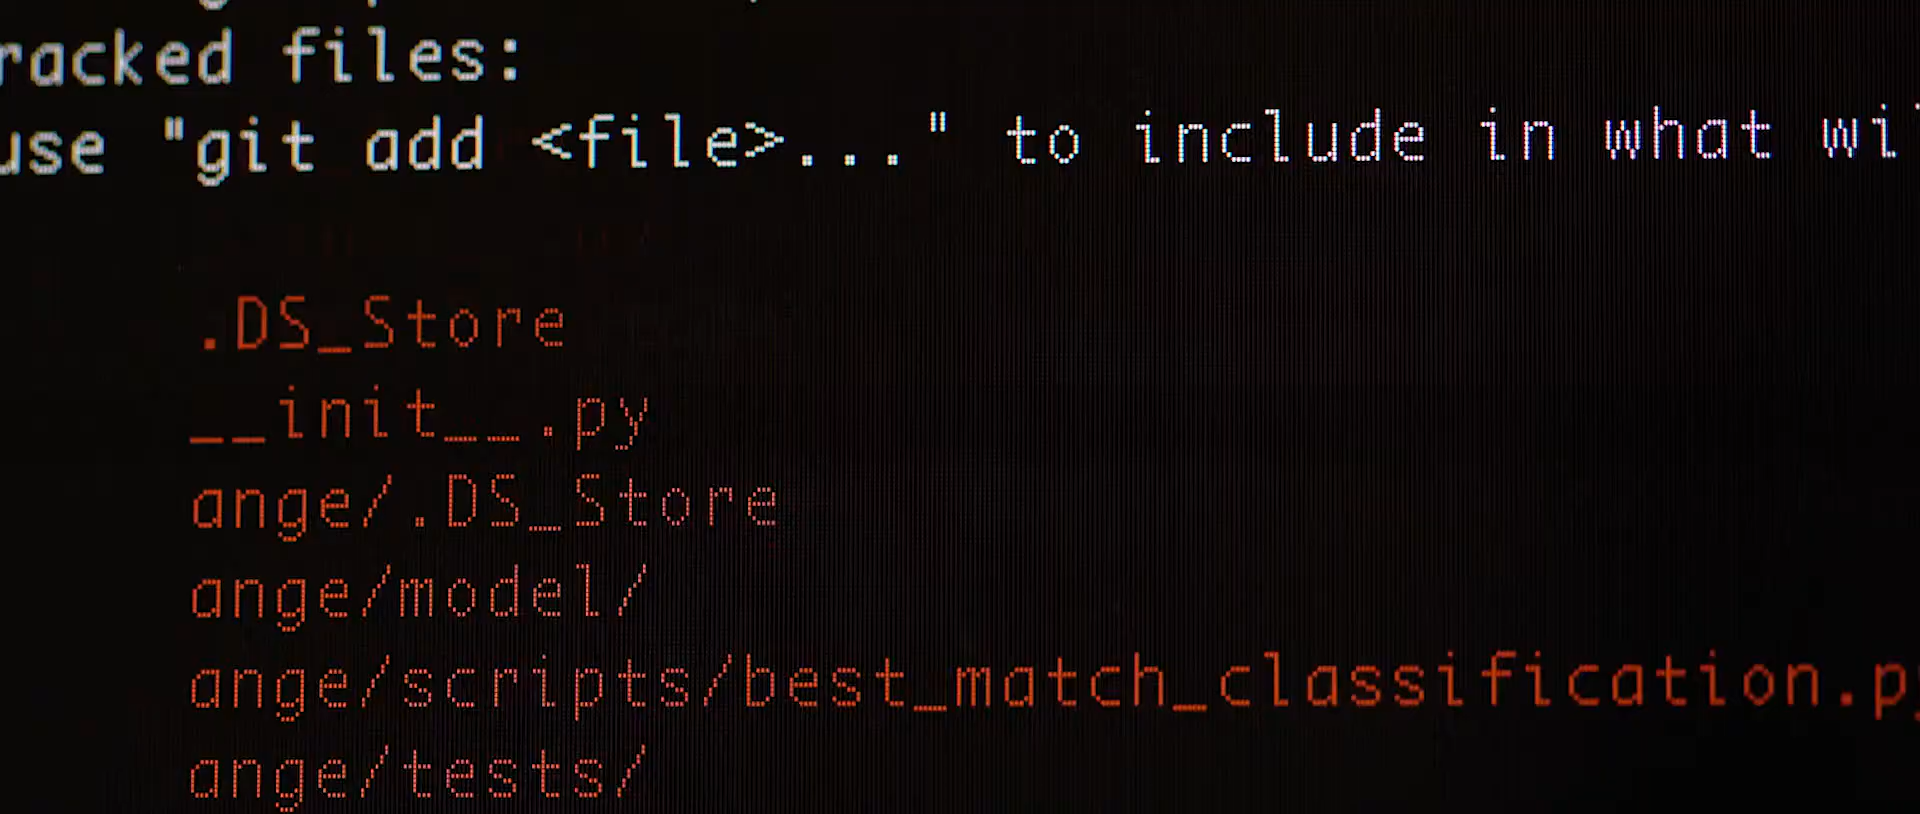 racked files:
use "git add <file>..." to include in what wi
.DS_Store
__init__.py
ange/.DS_Store
ange/model/
ange/scripts/best_match_classification.py
ange/tests/